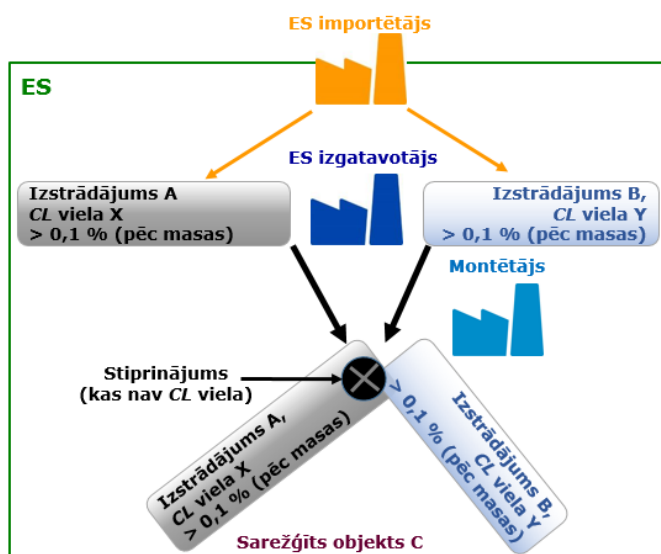 ES importētājs
ES
ES izgatavotājs
Izstrādājums A
CL viela X
> 0,1 % (pēc masas)
Izstrādājums B,
CL viela Y
> 0,1 % (pēc masas)
Montētājs
Stiprinājums
(kas nav CL viela)
Izstrādājums A,
CL viela X
> 0,1 % (pēc masas)
Izstrādājums B,
CL viela Y
> 0,1 % (pēc masas)
Sarežģīts objekts C